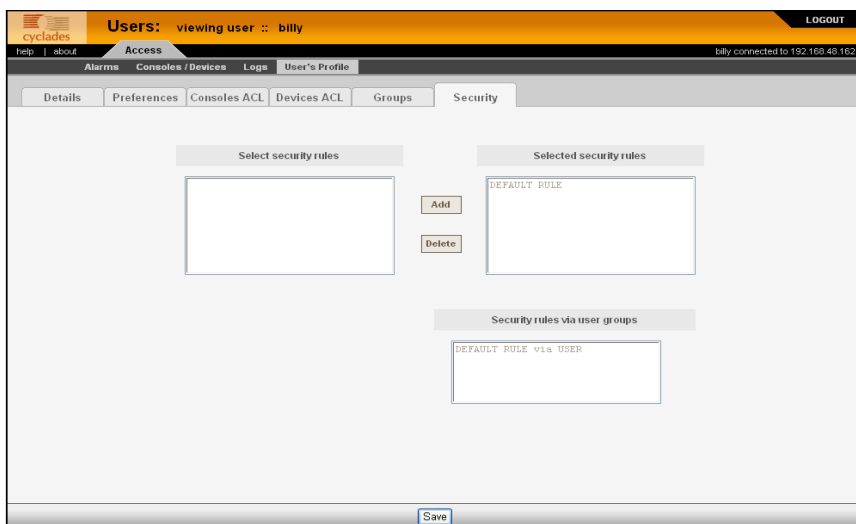 cyclades
Users: viewing user :: billy
LOGOUT
help | about
Access
billy connected to 192.168.48.162
Alarms Consoles / Devices Logs User's Profile
Details Preferences Consoles ACL Devices ACL Groups Security
Select security rules
Selected security rules
DEFAULT RULE
Add
Delete
Security rules via user groups
DEFAULT RULE via USER
Save